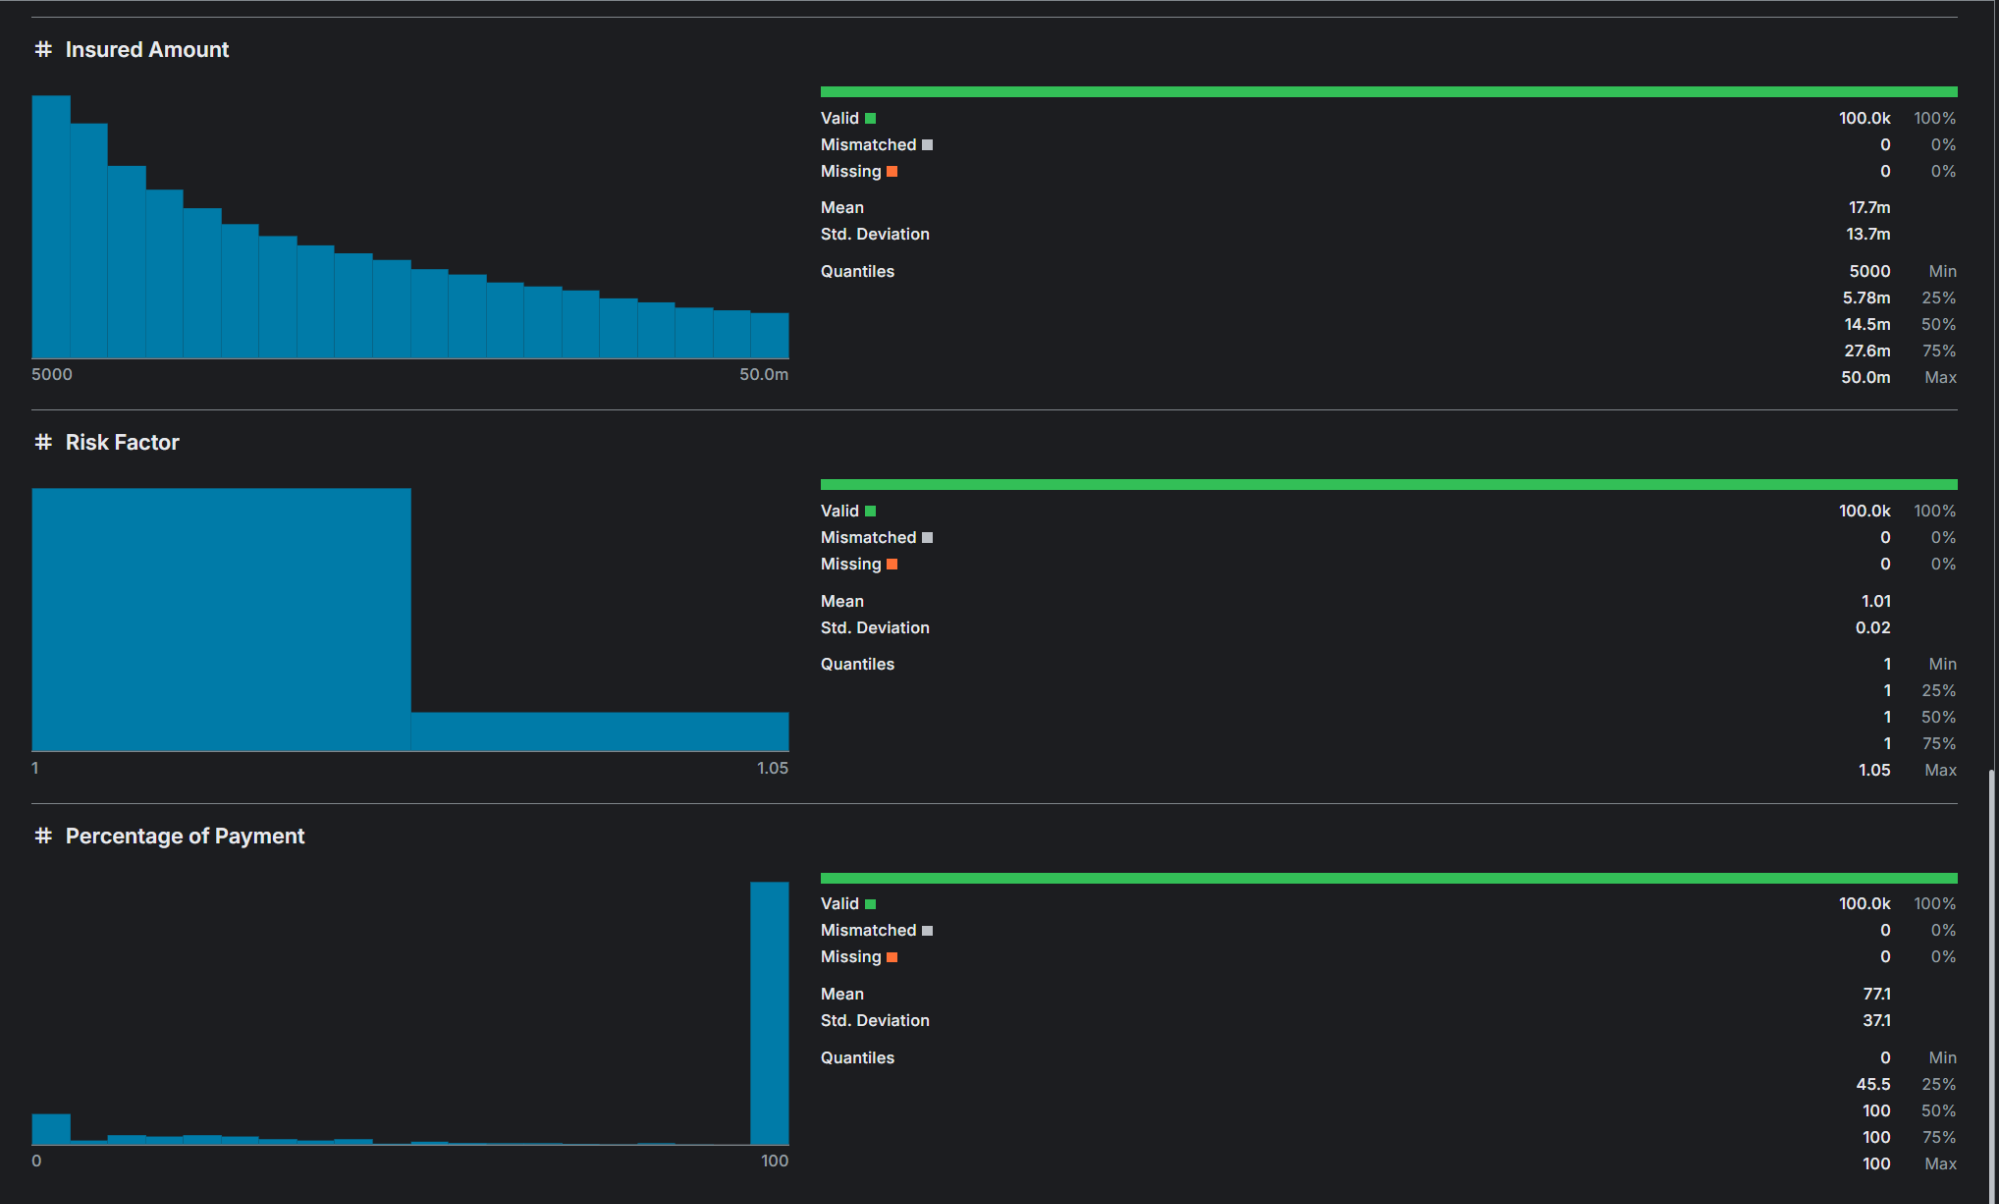 # Insured Amount
5000 50.0m
Valid 100.0k 100%
Mismatched 0 0%
Missing 0 0%
Mean 17.7m
Std. Deviation 13.7m
Quantiles 5000 Min
5.78m 25%
14.5m 50%
27.6m 75%
50.0m Max
# Risk Factor
1 1.05
Valid 100.0k 100%
Mismatched 0 0%
Missing 0 0%
Mean 1.01
Std. Deviation 0.02
Quantiles 1 Min
1 25%
1 50%
1 75%
1.05 Max
# Percentage of Payment
0 100
Valid 100.0k 100%
Mismatched 0 0%
Missing 0 0%
Mean 77.1
Std. Deviation 37.1
Quantiles 0 Min
45.5 25%
100 50%
100 75%
100 Max